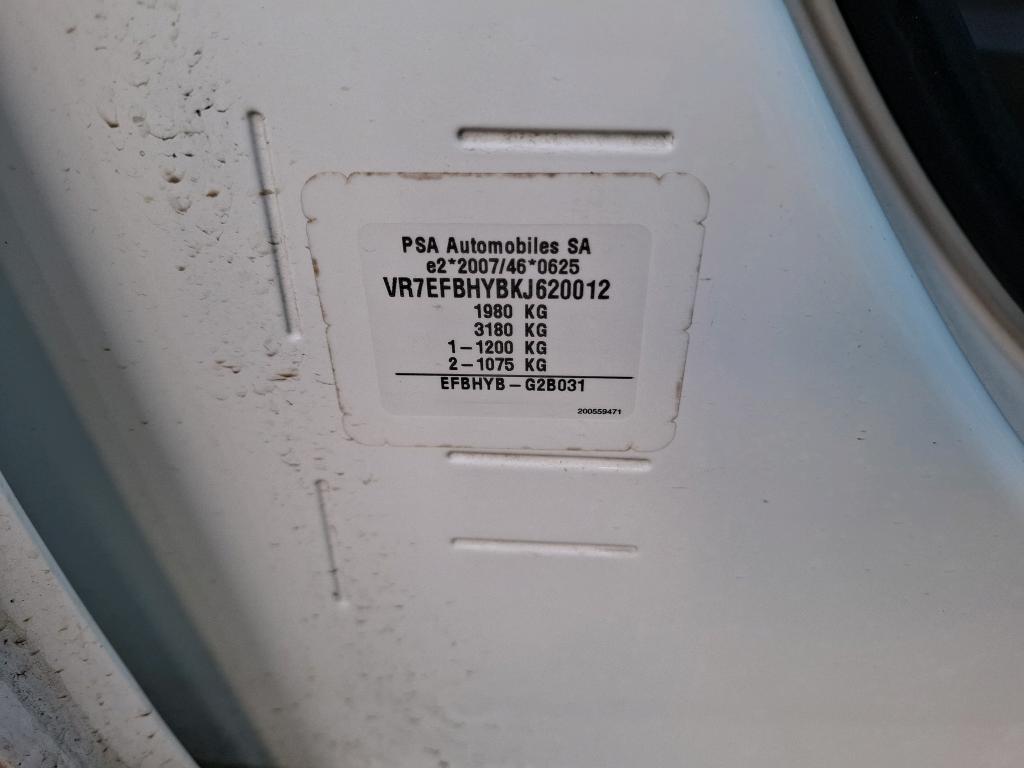 PSA Automobiles SA
e2*2007/46*0625
VR7EFBHYBKJ620012
1980 KG
3180 KG
1-1200 KG
2-1075 KG
EFBHYB-G2B031
200559471